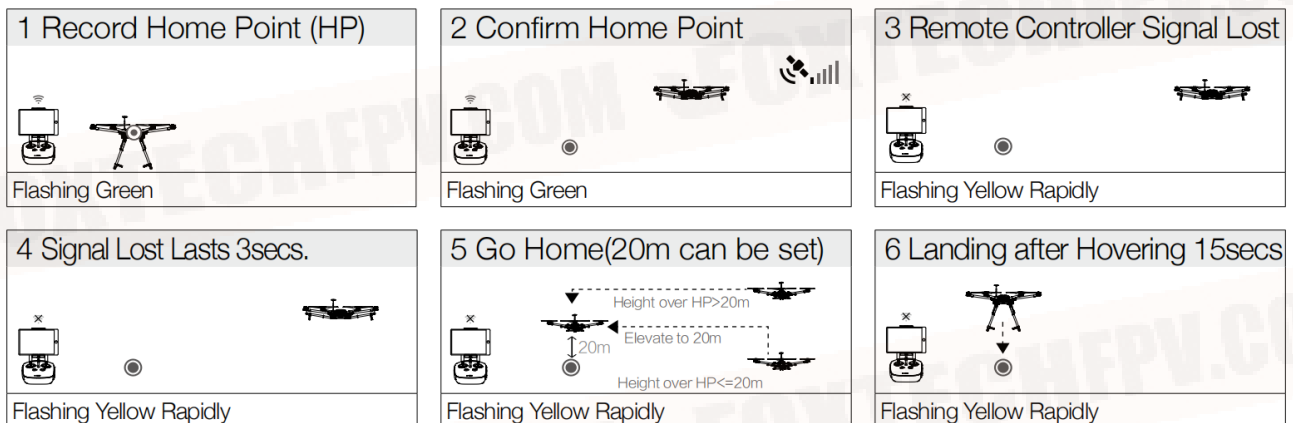 1 Record Home Point (HP)
Flashing Green
2 Confirm Home Point
Flashing Green
3 Remote Controller Signal Lost
Flashing Yellow Rapidly
4 Signal Lost Lasts 3secs.
Flashing Yellow Rapidly
5 Go Home(20m can be set)
Height over HP>20m
Elevate to 20m
20m
Height over HP<=20m
Flashing Yellow Rapidly
6 Landing after Hovering 15secs
Flashing Yellow Rapidly
FOXTECHFPV.COM